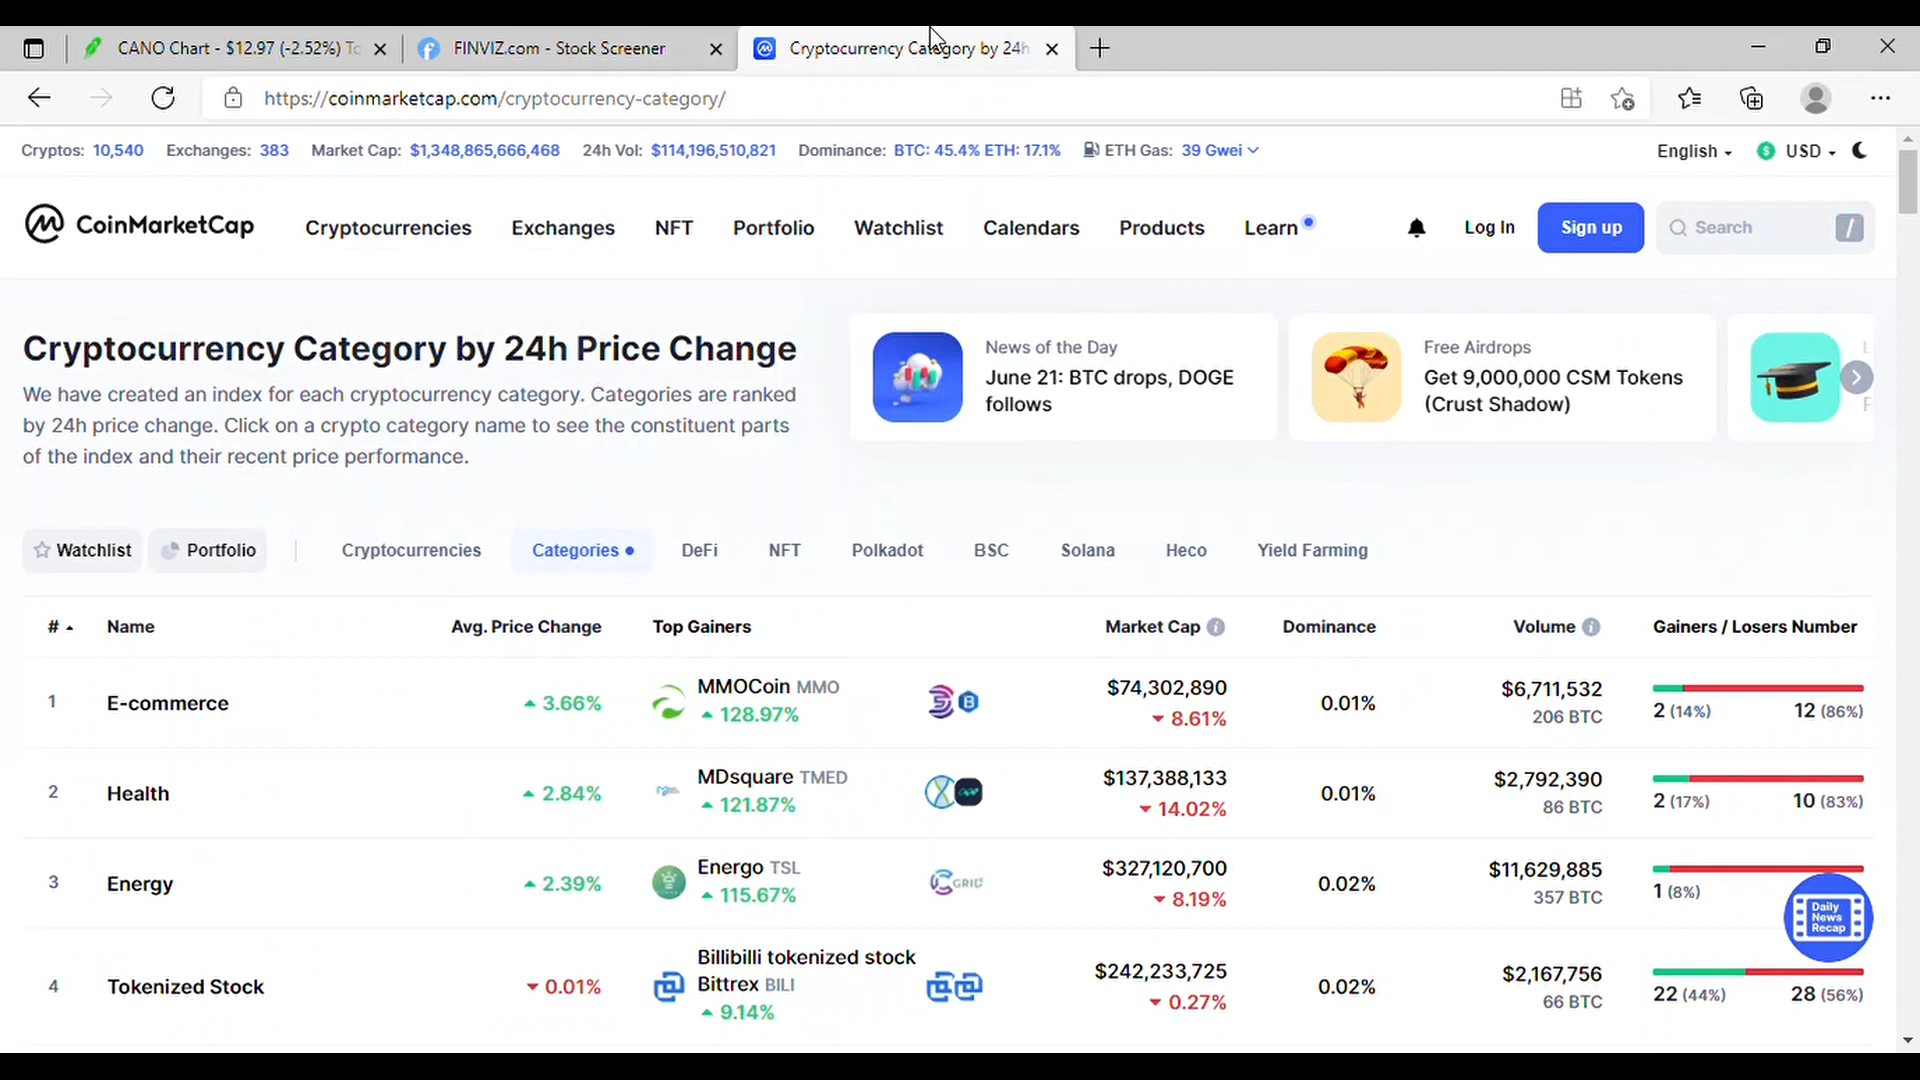 CANO Chart - $12.97 (-2.52%) To
FINVIZ.com - Stock Screener
Cryptocurrency Category by 24h
https://coinmarketcap.com/cryptocurrency-category/
Cryptos: 10,540 Exchanges: 383 Market Cap: $1,348,865,666,468 24h Vol: $114,196,510,821 Dominance: BTC: 45.4% ETH: 17.1% ETH Gas: 39 Gwei English USD
CoinMarketCap Cryptocurrencies Exchanges NFT Portfolio Watchlist Calendars Products Learn Log In Sign up Search /
Cryptocurrency Category by 24h Price Change
We have created an index for each cryptocurrency category. Categories are ranked
by 24h price change. Click on a crypto category name to see the constituent parts
of the index and their recent price performance.
News of the Day
June 21: BTC drops, DOGE
follows
Free Airdrops
Get 9,000,000 CSM Tokens
(Crust Shadow)
L
F
Watchlist Portfolio Cryptocurrencies Categories DeFi NFT Polkadot BSC Solana Heco Yield Farming
# Name Avg. Price Change Top Gainers Market Cap Dominance Volume Gainers / Losers Number
1 E-commerce 3.66% MMOCoin MMO $74,302,890 0.01% $6,711,532
128.97% 8.61% 206 BTC 2 (14%) 12 (86%)
2 Health 2.84% MDsquare TMED $137,388,133 0.01% $2,792,390
121.87% 14.02% 86 BTC 2 (17%) 10 (83%)
3 Energy 2.39% Energo TSL GRID $327,120,700 0.02% $11,629,885
115.67% 8.19% 357 BTC 1 (8%)
Daily
News
Recap
4 Tokenized Stock 0.01% Billibilli tokenized stock
Bittrex BILI $242,233,725 0.02% $2,167,756
9.14% 0.27% 66 BTC 22 (44%) 28 (56%)